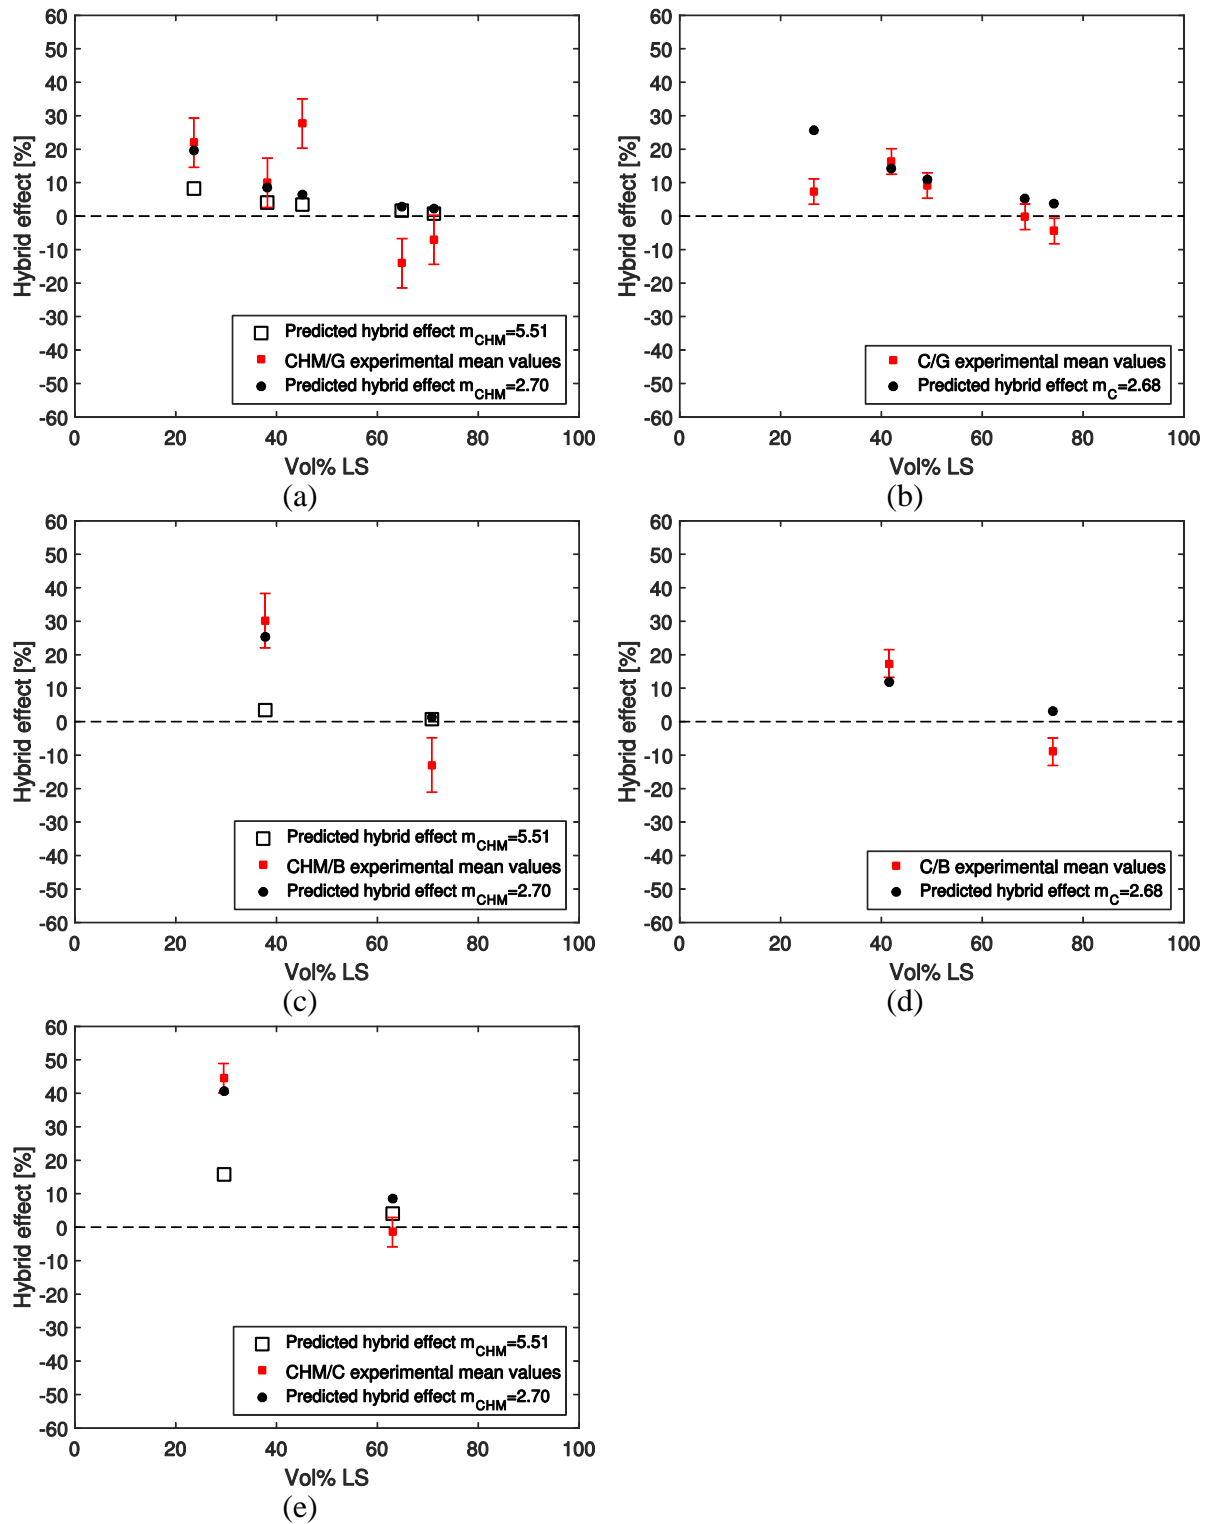 60
50
40
30
20
10
0
-10
-20
-30
-40
-50
-60
Hybrid effect [%]
Predicted hybrid effect m_CHM=5.51
CHM/G experimental mean values
Predicted hybrid effect m_CHM=2.70
0 20 40 60 80 100
Vol% LS
(a)
60
50
40
30
20
10
0
-10
-20
-30
-40
-50
-60
Hybrid effect [%]
C/G experimental mean values
Predicted hybrid effect m_C=2.68
0 20 40 60 80 100
Vol% LS
(b)
60
50
40
30
20
10
0
-10
-20
-30
-40
-50
-60
Hybrid effect [%]
Predicted hybrid effect m_CHM=5.51
CHM/B experimental mean values
Predicted hybrid effect m_CHM=2.70
0 20 40 60 80 100
Vol% LS
(c)
60
50
40
30
20
10
0
-10
-20
-30
-40
-50
-60
Hybrid effect [%]
C/B experimental mean values
Predicted hybrid effect m_C=2.68
0 20 40 60 80 100
Vol% LS
(d)
60
50
40
30
20
10
0
-10
-20
-30
-40
-50
-60
Hybrid effect [%]
Predicted hybrid effect m_CHM=5.51
CHM/C experimental mean values
Predicted hybrid effect m_CHM=2.70
0 20 40 60 80 100
Vol% LS
(e)